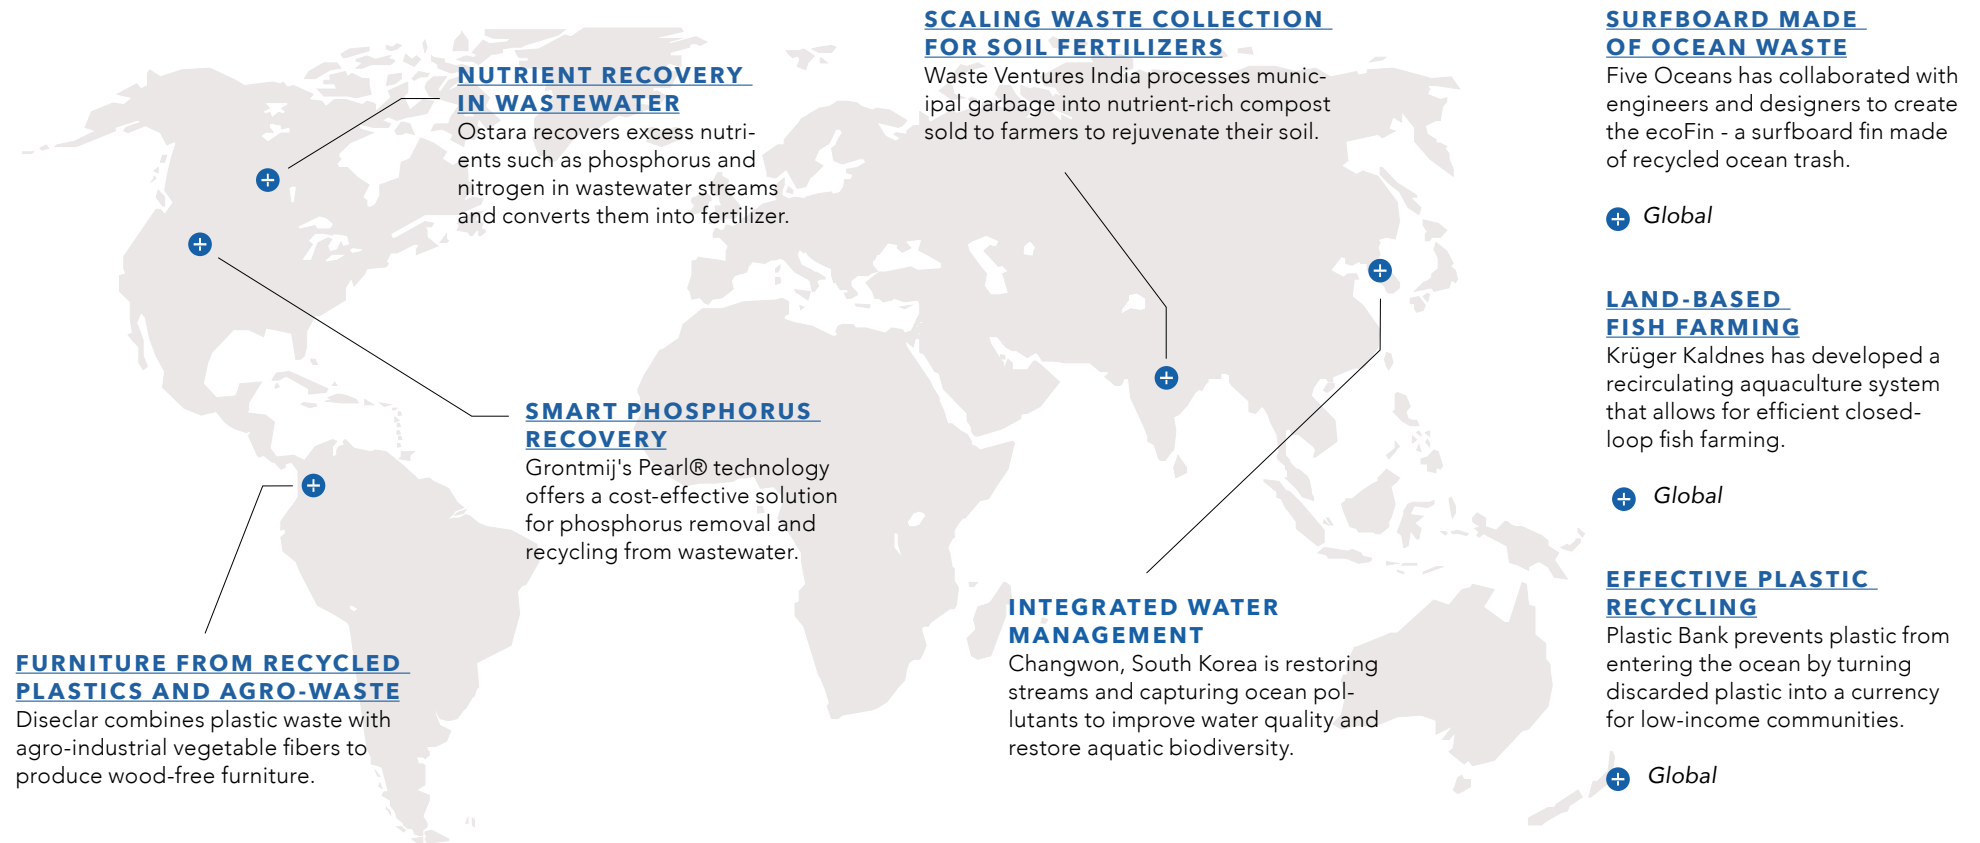 NUTRIENT RECOVERY
IN WASTEWATER
Ostara recovers excess nutri-
ents such as phosphorus and
nitrogen in wastewater streams
and converts them into fertilizer.
SCALING WASTE COLLECTION
FOR SOIL FERTILIZERS
Waste Ventures India processes munic-
ipal garbage into nutrient-rich compost
sold to farmers to rejuvenate their soil.
SMART PHOSPHORUS
RECOVERY
Grontmij's Pearl® technology
offers a cost-effective solution
for phosphorus removal and
recycling from wastewater.
FURNITURE FROM RECYCLED
PLASTICS AND AGRO-WASTE
Diseclar combines plastic waste with
agro-industrial vegetable fibers to
produce wood-free furniture.
INTEGRATED WATER
MANAGEMENT
Changwon, South Korea is restoring
streams and capturing ocean pol-
lutants to improve water quality and
restore aquatic biodiversity.
SURFBOARD MADE
OF OCEAN WASTE
Five Oceans has collaborated with
engineers and designers to create
the ecoFin - a surfboard fin made
of recycled ocean trash.
Global
LAND-BASED
FISH FARMING
Krüger Kaldnes has developed a
recirculating aquaculture system
that allows for efficient closed-
loop fish farming.
Global
EFFECTIVE PLASTIC
RECYCLING
Plastic Bank prevents plastic from
entering the ocean by turning
discarded plastic into a currency
for low-income communities.
Global